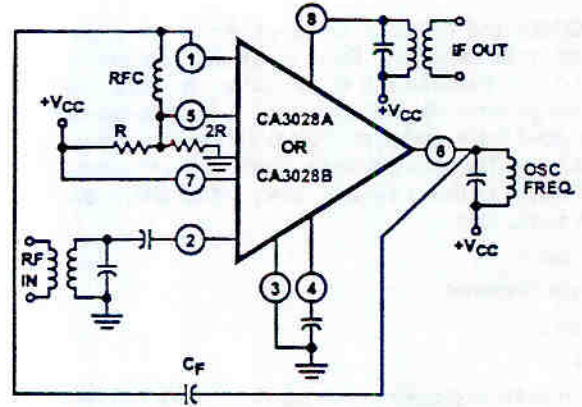 8
IF OUT
1
RFC
+VCC
5
CA3028A
+VCC
R
2R
OR
6
7
CA3028B
OSC
FREQ
+VCC
2
RF
IN
3
4
CF